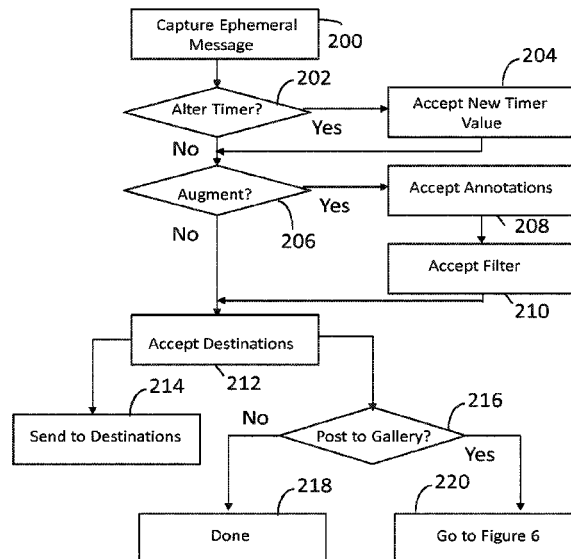 Capture Ephemeral
Message
200
202
204
Alter Timer?
Yes
Accept New Timer
Value
No
Augment?
206
Yes
Accept Annotations
208
No
Accept Filter
210
Accept Destinations
212
214
Send to Destinations
No
Post to Gallery?
216
Yes
218
Done
220
Go to Figure 6